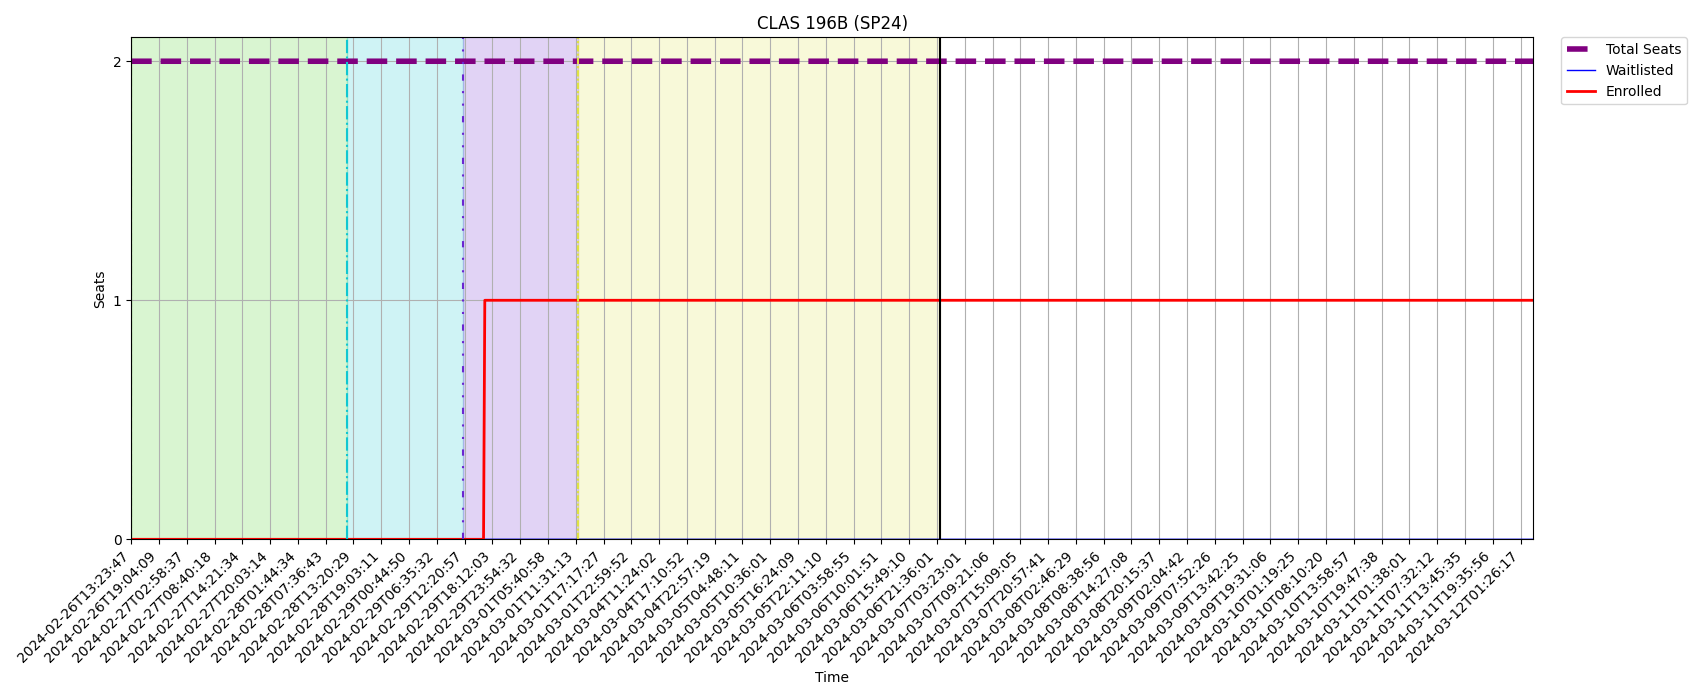 CLAS 196B (SP24)
Total Seats
Waitlisted
Enrolled
Seats
2
1
0
2024-02-26T13:23:47
2024-02-26T19:04:09
2024-02-27T02:58:37
2024-02-27T08:40:18
2024-02-27T14:21:34
2024-02-27T20:03:14
2024-02-28T01:44:34
2024-02-28T07:36:43
2024-02-28T13:20:29
2024-02-28T19:03:11
2024-02-29T00:44:50
2024-02-29T06:35:32
2024-02-29T12:20:57
2024-02-29T18:12:03
2024-02-29T23:54:32
2024-03-01T05:40:58
2024-03-01T11:31:13
2024-03-01T17:17:27
2024-03-01T22:59:52
2024-03-04T11:24:02
2024-03-04T17:10:52
2024-03-04T22:57:19
2024-03-05T04:48:11
2024-03-05T10:36:01
2024-03-05T16:24:09
2024-03-05T22:11:10
2024-03-06T03:58:55
2024-03-06T10:01:51
2024-03-06T15:49:10
2024-03-06T21:36:01
2024-03-07T03:23:01
2024-03-07T09:21:06
2024-03-07T15:09:05
2024-03-07T20:57:41
2024-03-08T02:46:29
2024-03-08T08:38:56
2024-03-08T14:27:08
2024-03-08T20:15:37
2024-03-09T02:04:42
2024-03-09T07:52:26
2024-03-09T13:42:25
2024-03-09T19:31:06
2024-03-10T01:19:25
2024-03-10T08:10:20
2024-03-10T13:58:57
2024-03-10T19:47:38
2024-03-11T01:38:01
2024-03-11T07:32:12
2024-03-11T13:45:35
2024-03-11T19:35:56
2024-03-12T01:26:17
Time